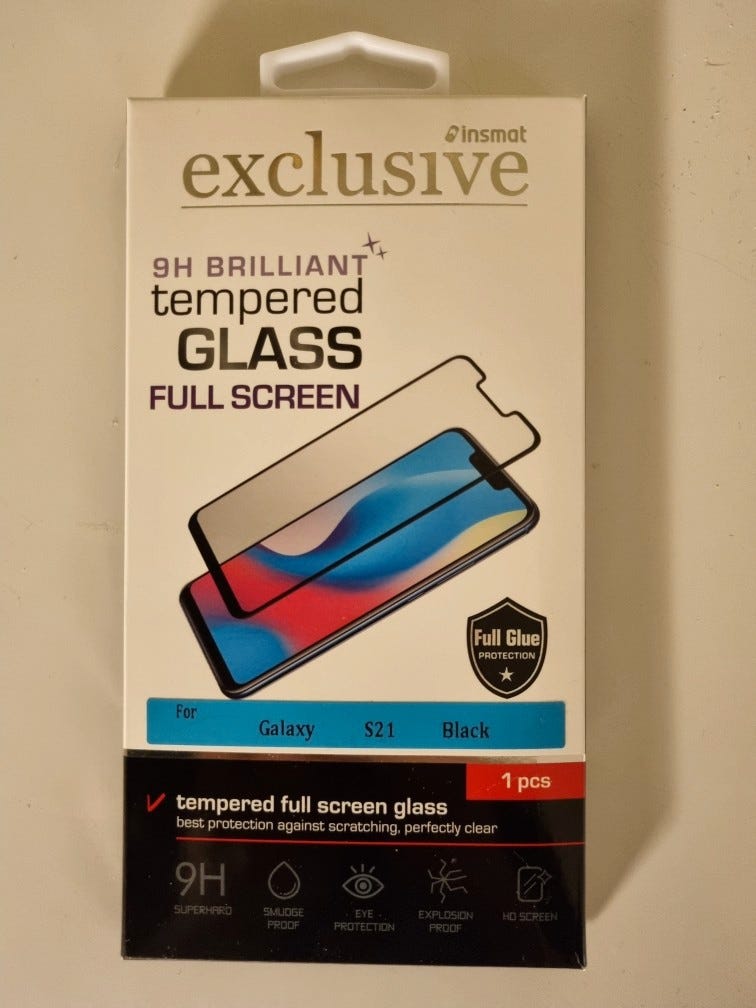 insmat
exclusive
9H BRILLIANT
tempered
GLASS
FULL SCREEN
Full Glue
PROTECTION
For
Galaxy S21 Black
1 pcs
tempered full screen glass
best protection against scratching, perfectly clear
9H
SUPERHARD
SMUDGE
PROOF
EYE
PROTECTION
EXPLOSION
PROOF
HD SCREEN